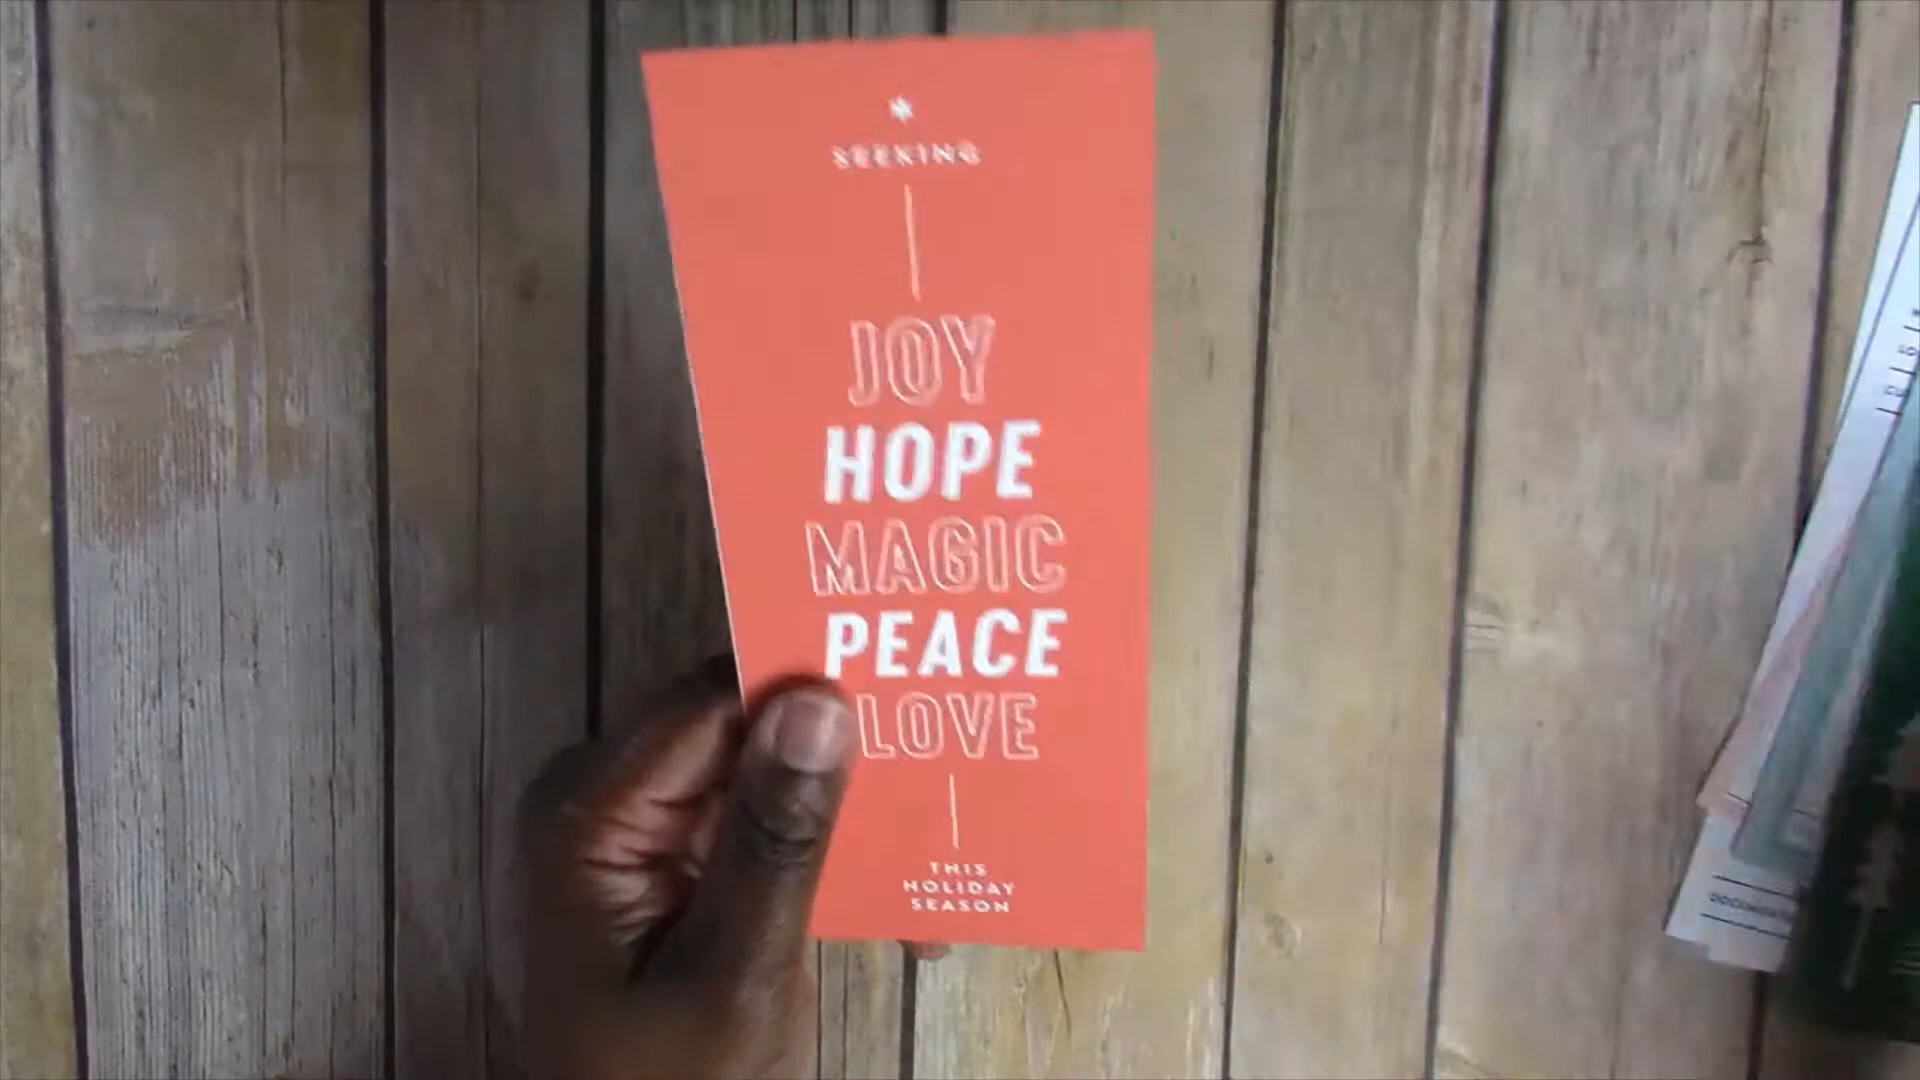 SEEKING
JOY
HOPE
MAGIC
PEACE
LOVE
THIS
HOLIDAY
SEASON